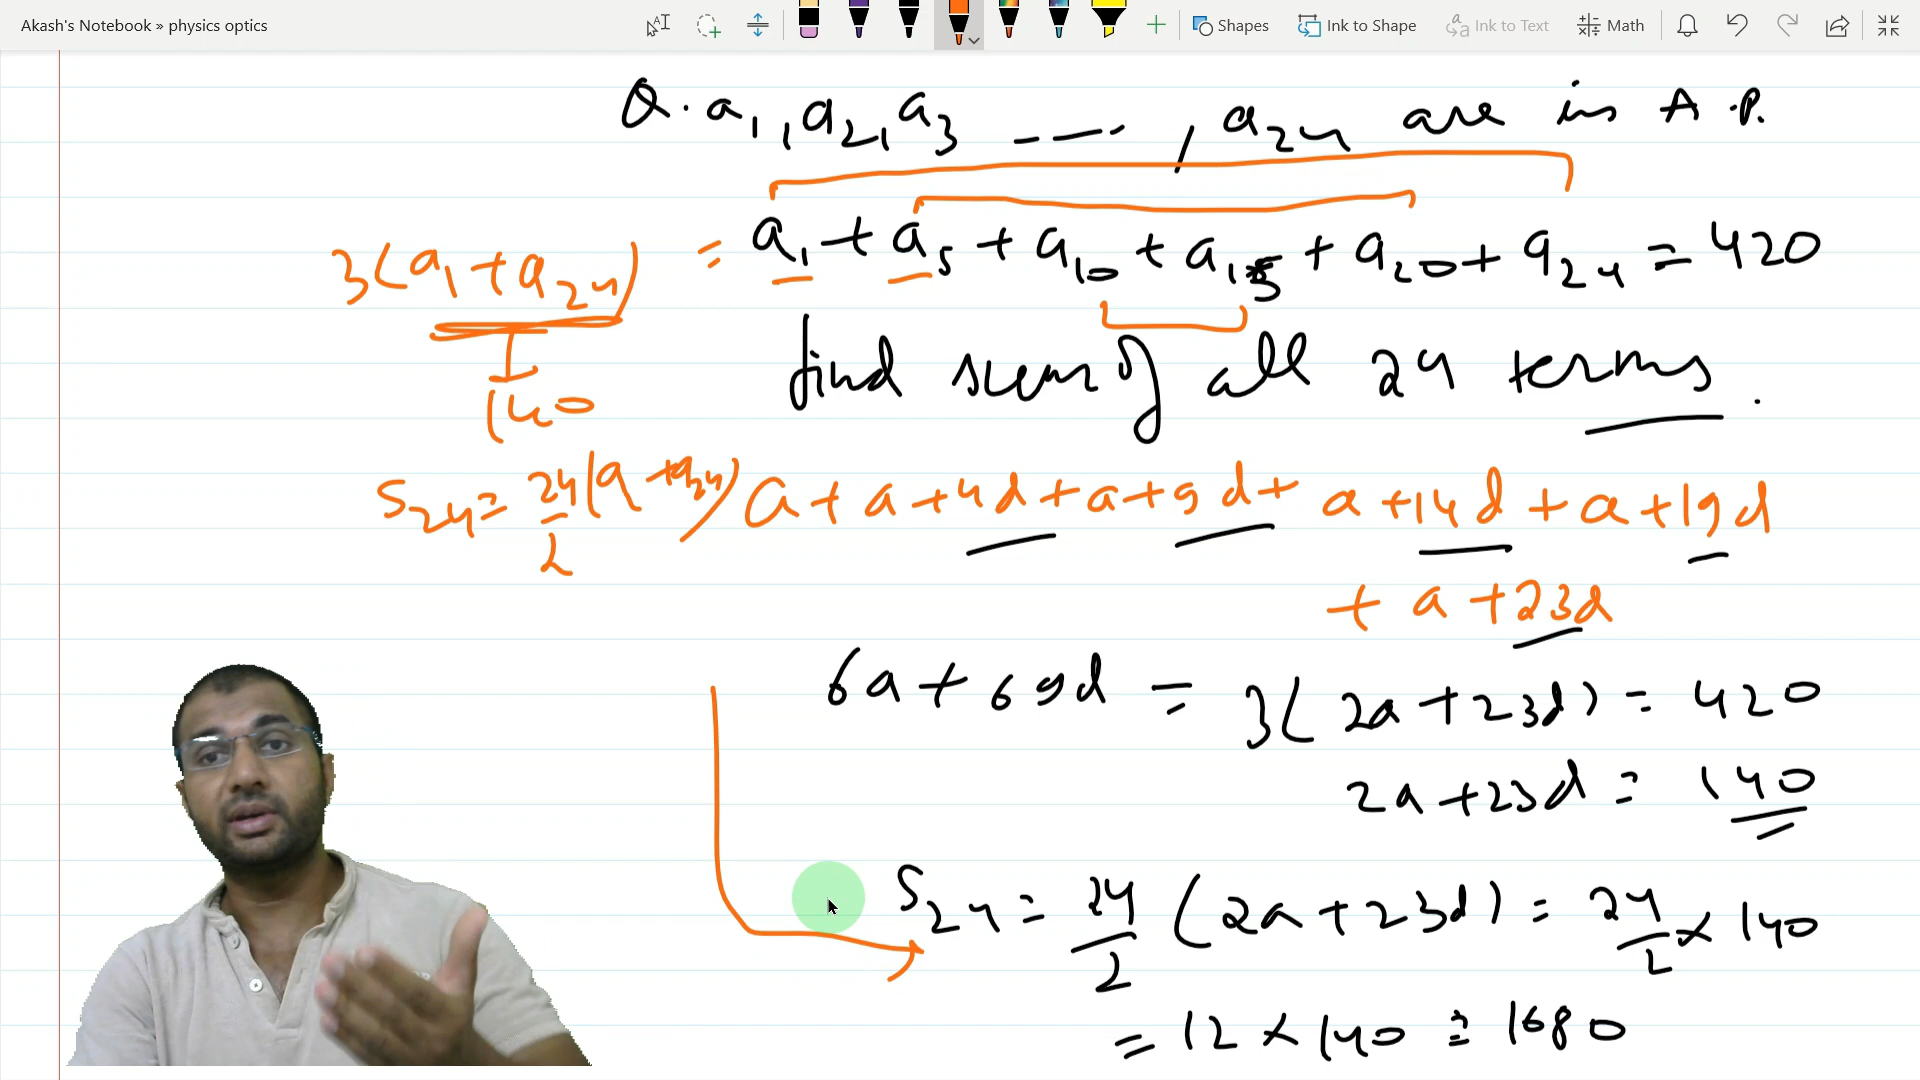 Akash's Notebook » physics optics
Shapes Ink to Shape Ink to Text Math
Q. a₁, a₂, a₃ ----, a₂₄ are in A.P.
3(a₁+a₂₄) = a₁ + a₅ + a₁₀ + a₁₅ + a₂₀ + a₂₄ = 420
140
find sum of all 24 terms.
S₂₄ = 24/2 (a + a₂₄)
a + a + 4d + a + 9d + a + 14d + a + 19d
+ a + 23d
6a + 69d = 3(2a + 23d) = 420
2a + 23d = 140
S₂₄ = 24/2 (2a + 23d) = 24/2 × 140
= 12 × 140 = 1680